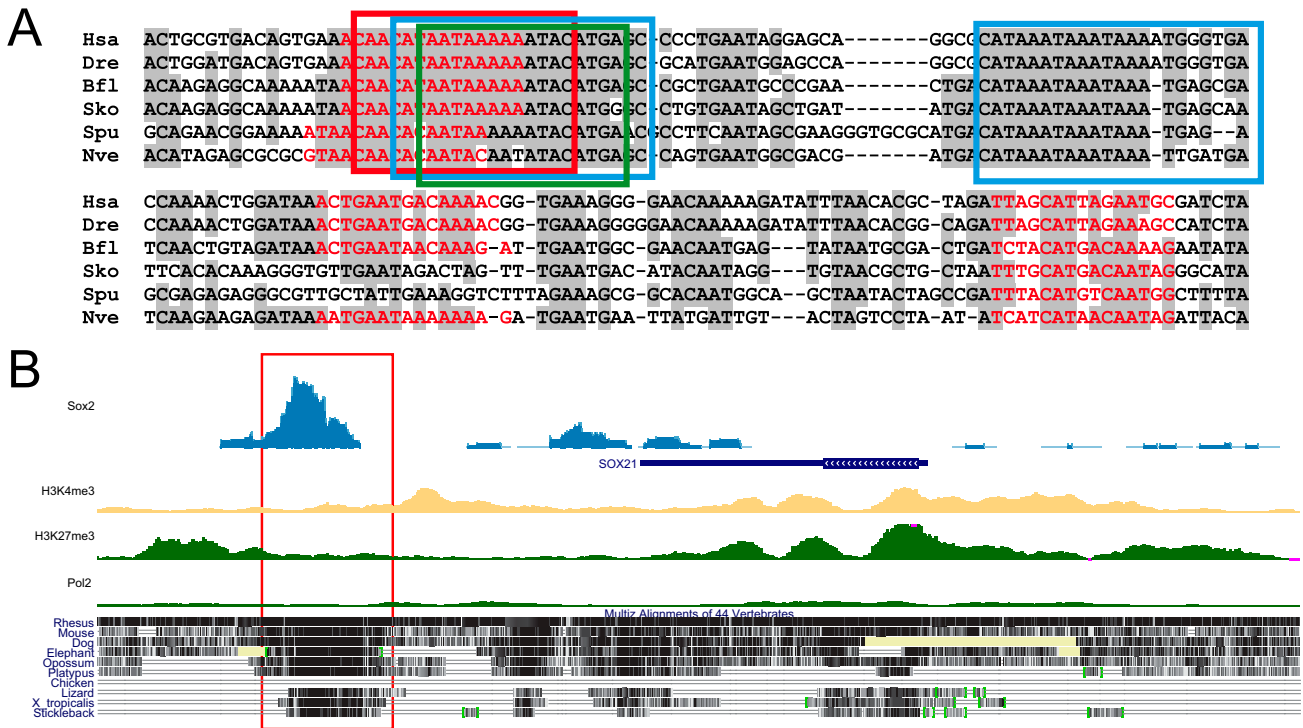 A
Hsa ACTGCGTGACAGTGAAACAACATAATAAAAAATACATGAGC-CCCTGAATAGGAGCA-------GGCGCATAAATAAATAAAATGGGTGA
Dre ACTGGATGACAGTGAAACAACATAATAAAAAATACATGAGC-GCATGAATGGAGCCA-------GGCGCATAAATAAATAAAATGGGTGA
Bfl ACAAGAGGCAAAAATAACAACATAATAAAAAATACATGAGC-CGCTGAATGCCCGAA-------CTGACATAAATAAATAAA-TGAGCGA
Sko ACAAGAGGCAAAAATAACAACATAATAAAAAATACATGGGC-CTGTGAATAGCTGAT-------ATGACATAAATAAATAAA-TGAGCAA
Spu GCAGAACGGAAAAATAACAACACAATAAAAAATACATGAACGCCTTCAATAGCGAAGGGTGCGCATGACATAAATAAATAAA-TGAG--A
Nve ACATAGAGCGCGCGTAACAACACAATACAATATACATGAGC-CAGTGAATGGCGACG-------ATGACATAAATAAATAAA-TTGATGA
Hsa CCAAAACTGGATAAACTGAATGACAAAACGG-TGAAAGGG-GAACAAAAAGATATTTAACACGC-TAGATTAGCATTAGAATGCGATCTA
Dre CCAAAACTGGATAAACTGAATGACAAAACGG-TGAAAGGGGGAACAAAAAGATATTTAACACGG-CAGATTAGCATTAGAAAGCCATCTA
Bfl TCAACTGTAGATAAACTGAATAACAAAG-AT-TGAATGGC-GAACAATGAG---TATAATGCGA-CTGATCTACATGACAAAAGAATATA
Sko TTCACACAAAGGGTGTTGAATAGACTAG-TT-TGAATGAC-ATACAATAGG---TGTAACGCTG-CTAATTTGCATGACAATAGGGCATA
Spu GCGAGAGAGGGCGTTGCTATTGAAAGGTCTTTAGAAAGCG-GCACAATGGCA--GCTAATACTAGCCGATTTACATGTCAATGGCTTTTA
Nve TCAAGAAGAGATAAAATGAATAAAAAAA-GA-TGAATGAA-TTATGATTGT---ACTAGTCCTA-AT-ATCATCATAACAATAGATTACA
B
Sox2
SOX21
H3K4me3
H3K27me3
Pol2
Multiz Alignments of 44 Vertebrates
Rhesus
Mouse
Dog
Elephant
Opossum
Platypus
Chicken
Lizard
X_tropicalis
Stickleback